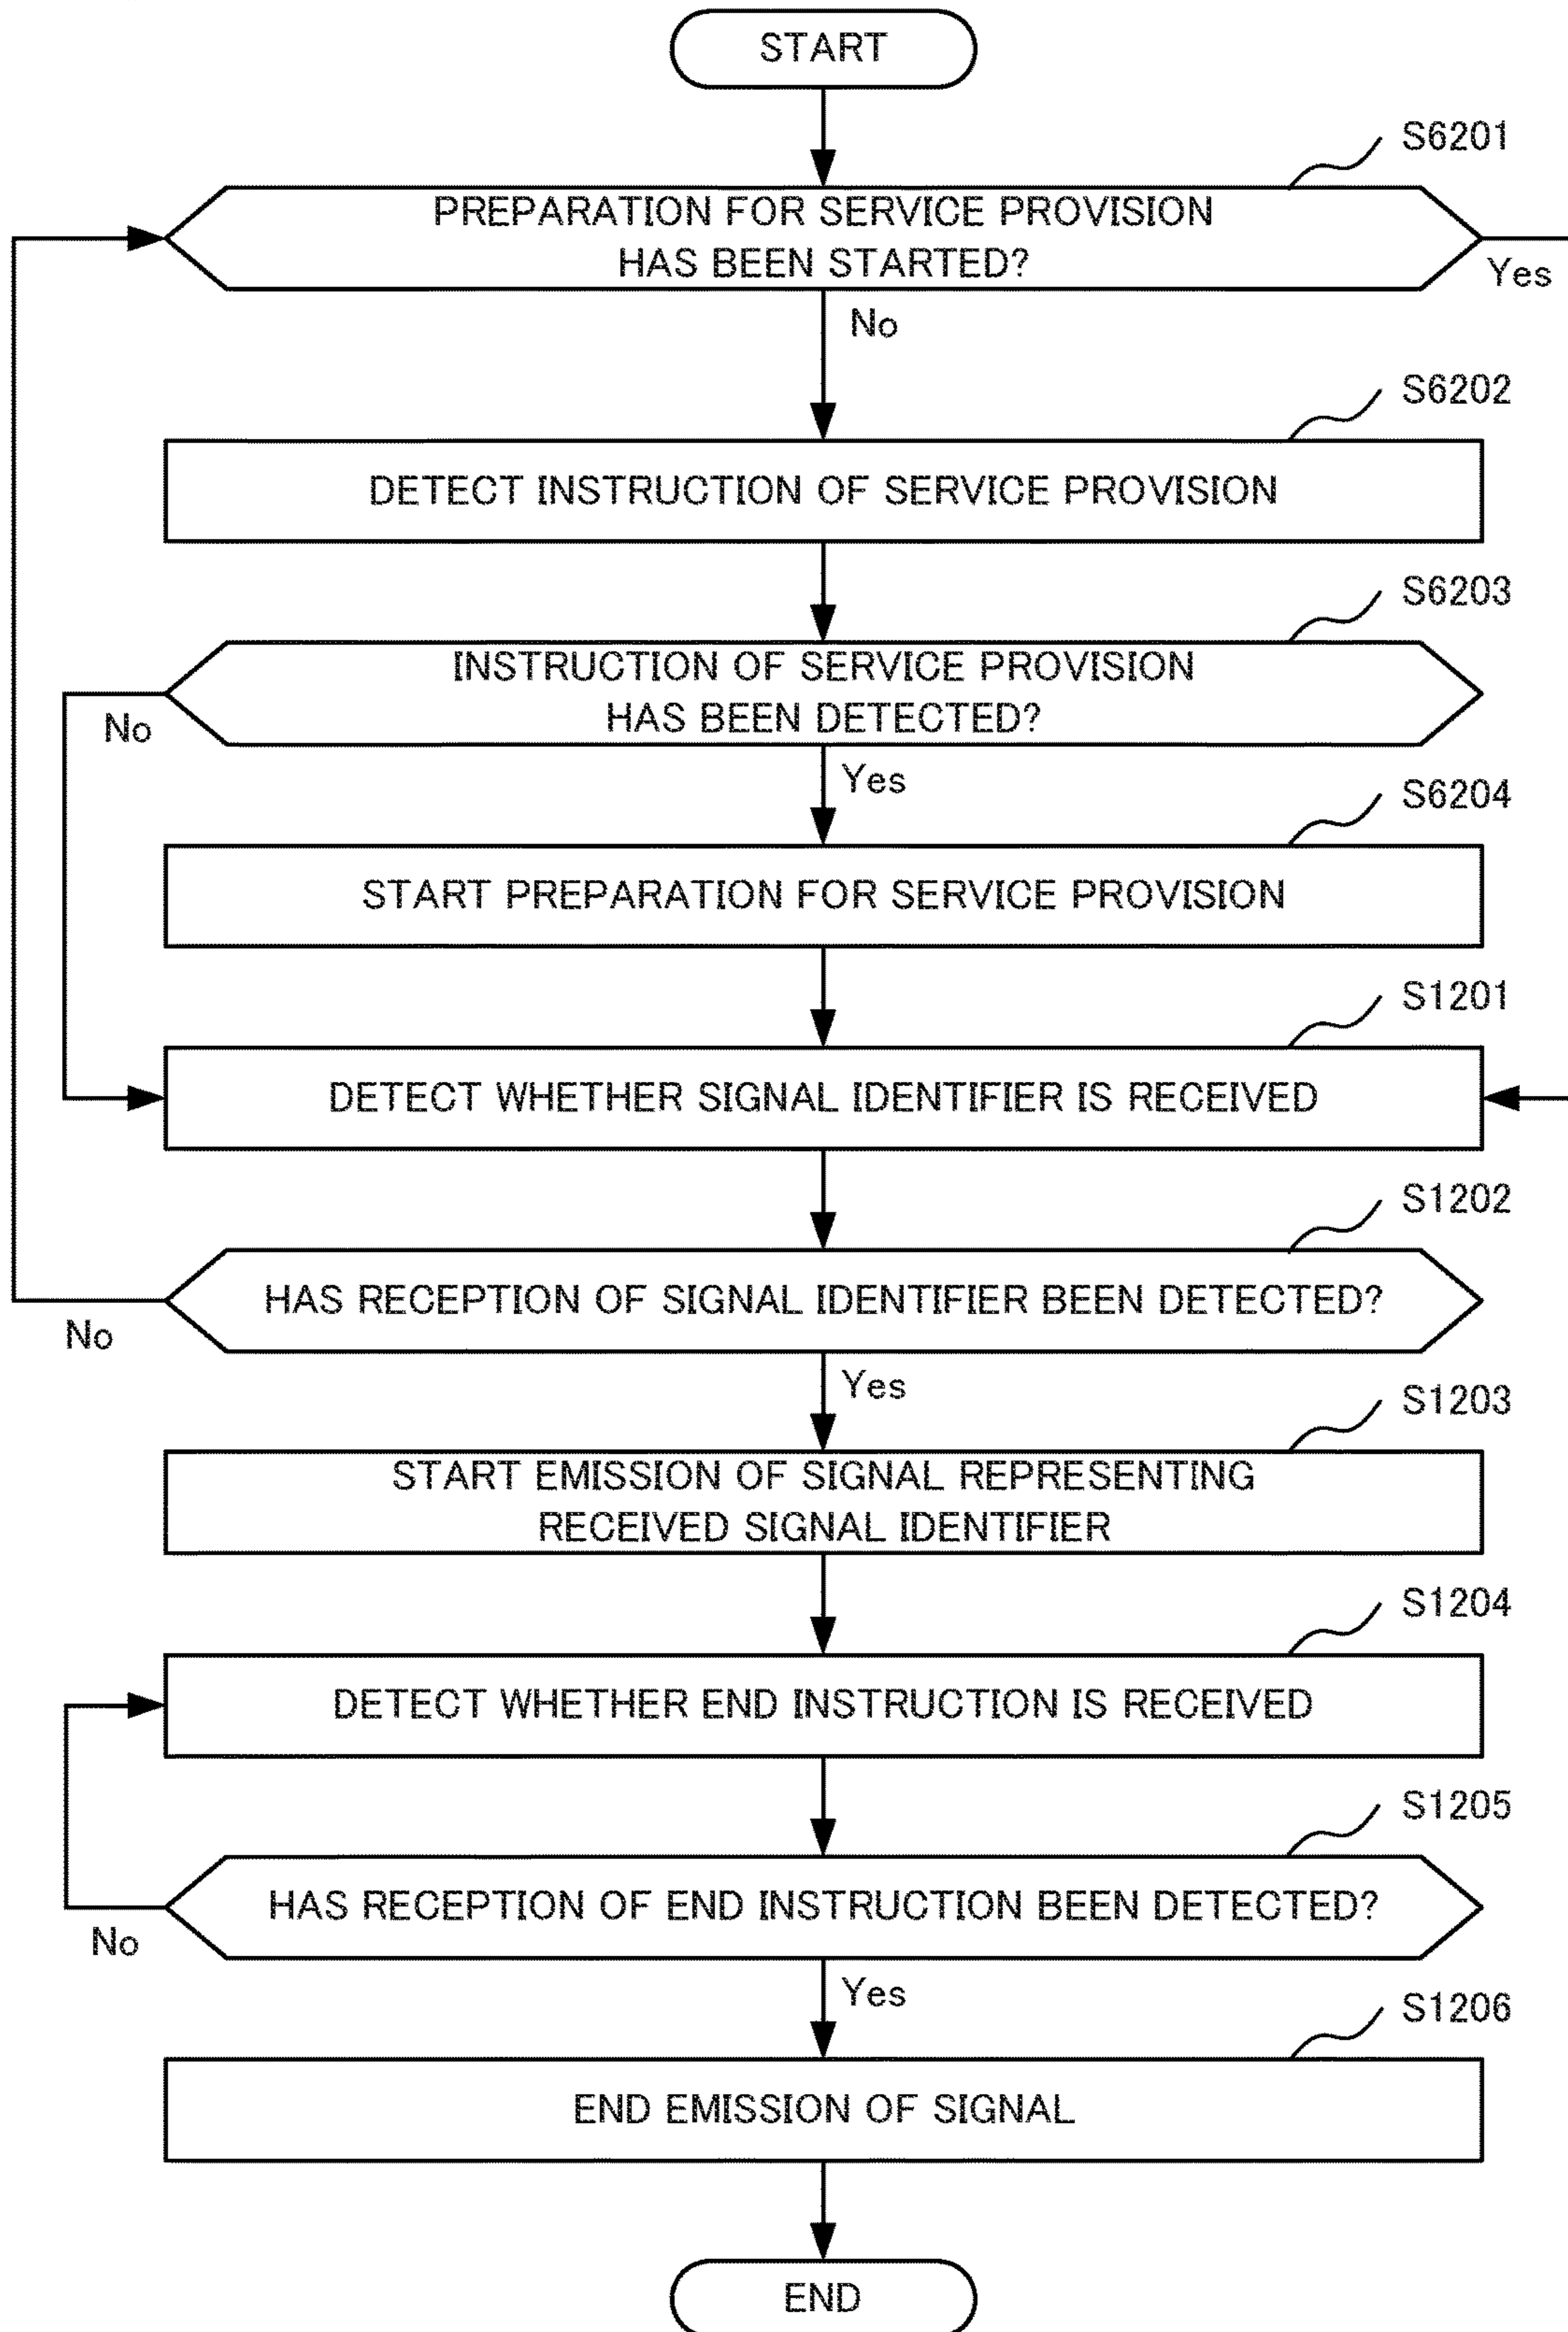 START
S6201
PREPARATION FOR SERVICE PROVISION
HAS BEEN STARTED?
Yes
No
S6202
DETECT INSTRUCTION OF SERVICE PROVISION
S6203
INSTRUCTION OF SERVICE PROVISION
HAS BEEN DETECTED?
No
Yes
S6204
START PREPARATION FOR SERVICE PROVISION
S1201
DETECT WHETHER SIGNAL IDENTIFIER IS RECEIVED
S1202
HAS RECEPTION OF SIGNAL IDENTIFIER BEEN DETECTED?
No
Yes
S1203
START EMISSION OF SIGNAL REPRESENTING
RECEIVED SIGNAL IDENTIFIER
S1204
DETECT WHETHER END INSTRUCTION IS RECEIVED
S1205
HAS RECEPTION OF END INSTRUCTION BEEN DETECTED?
No
Yes
S1206
END EMISSION OF SIGNAL
END